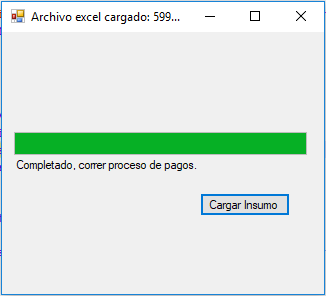 Archivo excel cargado: 599...
Completado, correr proceso de pagos.
Cargar Insumo